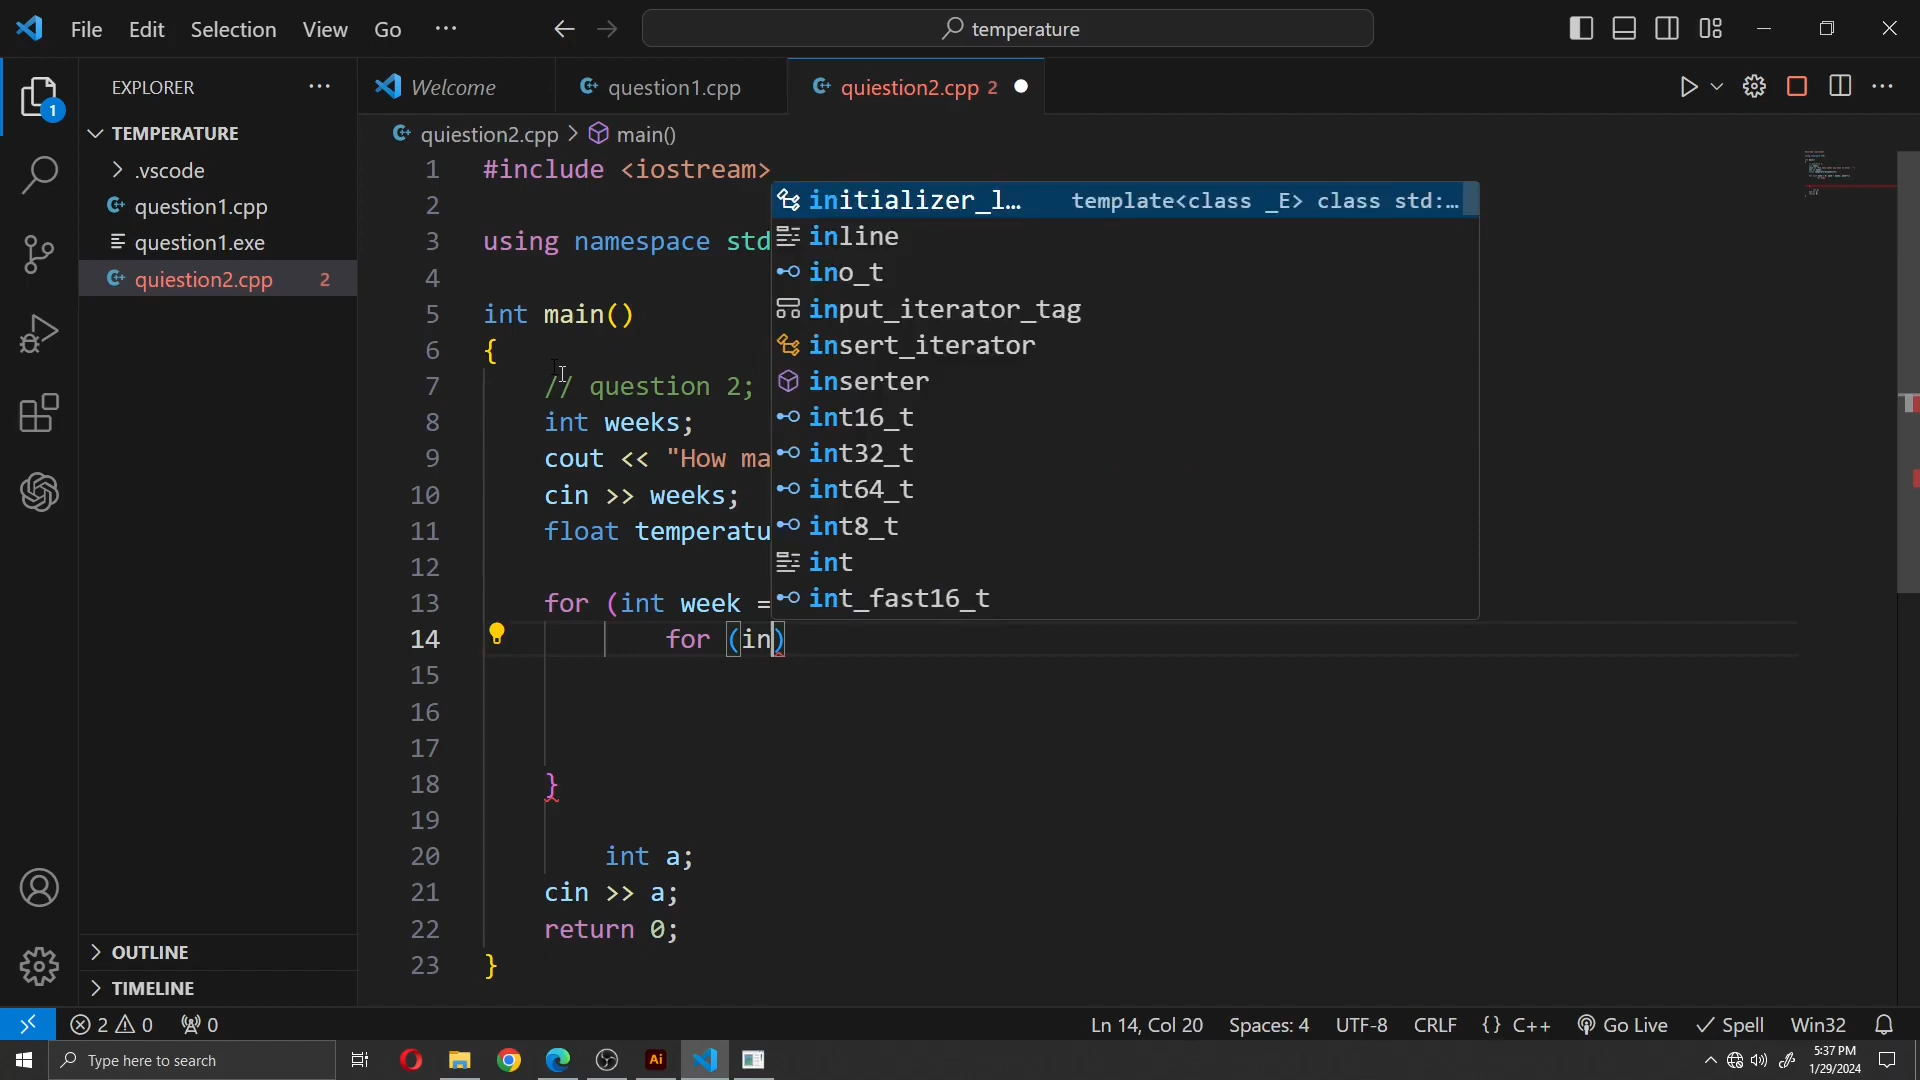 File Edit Selection View Go ···
temperature
EXPLORER ···
Welcome
question1.cpp
quiestion2.cpp 2
1
TEMPERATURE
.vscode
question1.cpp
question1.exe
quiestion2.cpp 2
quiestion2.cpp > main()
1 #include <iostream>
2
3 using namespace std
4
5 int main()
6 {
7 // question 2;
8 int weeks;
9 cout << "How ma
10 cin >> weeks;
11 float temperatu
12
13 for (int week =
14 for (in)
15
16
17
18 }
19
20 int a;
21 cin >> a;
22 return 0;
23 }
initializer_l… template<class _E> class std:…
inline
ino_t
input_iterator_tag
insert_iterator
inserter
int16_t
int32_t
int64_t
int8_t
int
int_fast16_t
OUTLINE
TIMELINE
2 0 0
Ln 14, Col 20 Spaces: 4 UTF-8 CRLF {} C++ Go Live Spell Win32
Type here to search
Ai
5:37 PM
1/29/2024